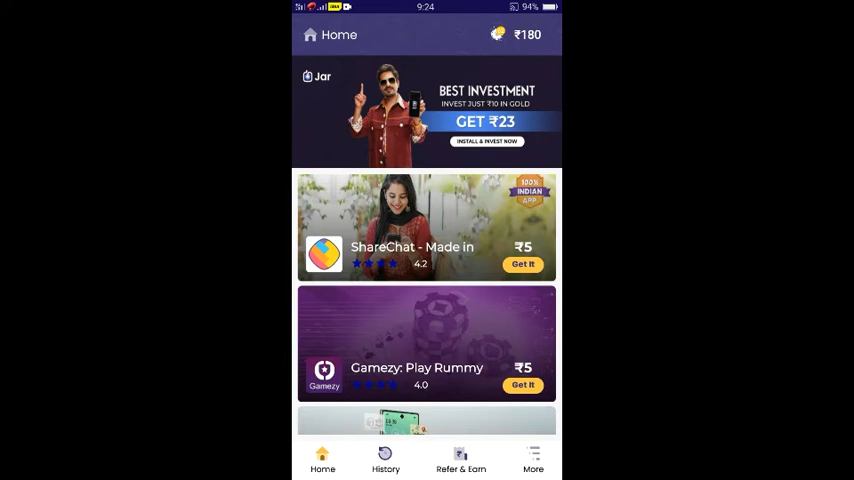 9:24
94%
Home
₹180
Jar
BEST INVESTMENT
INVEST JUST ₹10 IN GOLD
GET ₹23
INSTALL & INVEST NOW
100%
INDIAN
APP
ShareChat - Made in
₹5
4.2
Get It
Gamezy: Play Rummy
₹5
Gamezy
4.0
Get It
Home
History
Refer & Earn
More